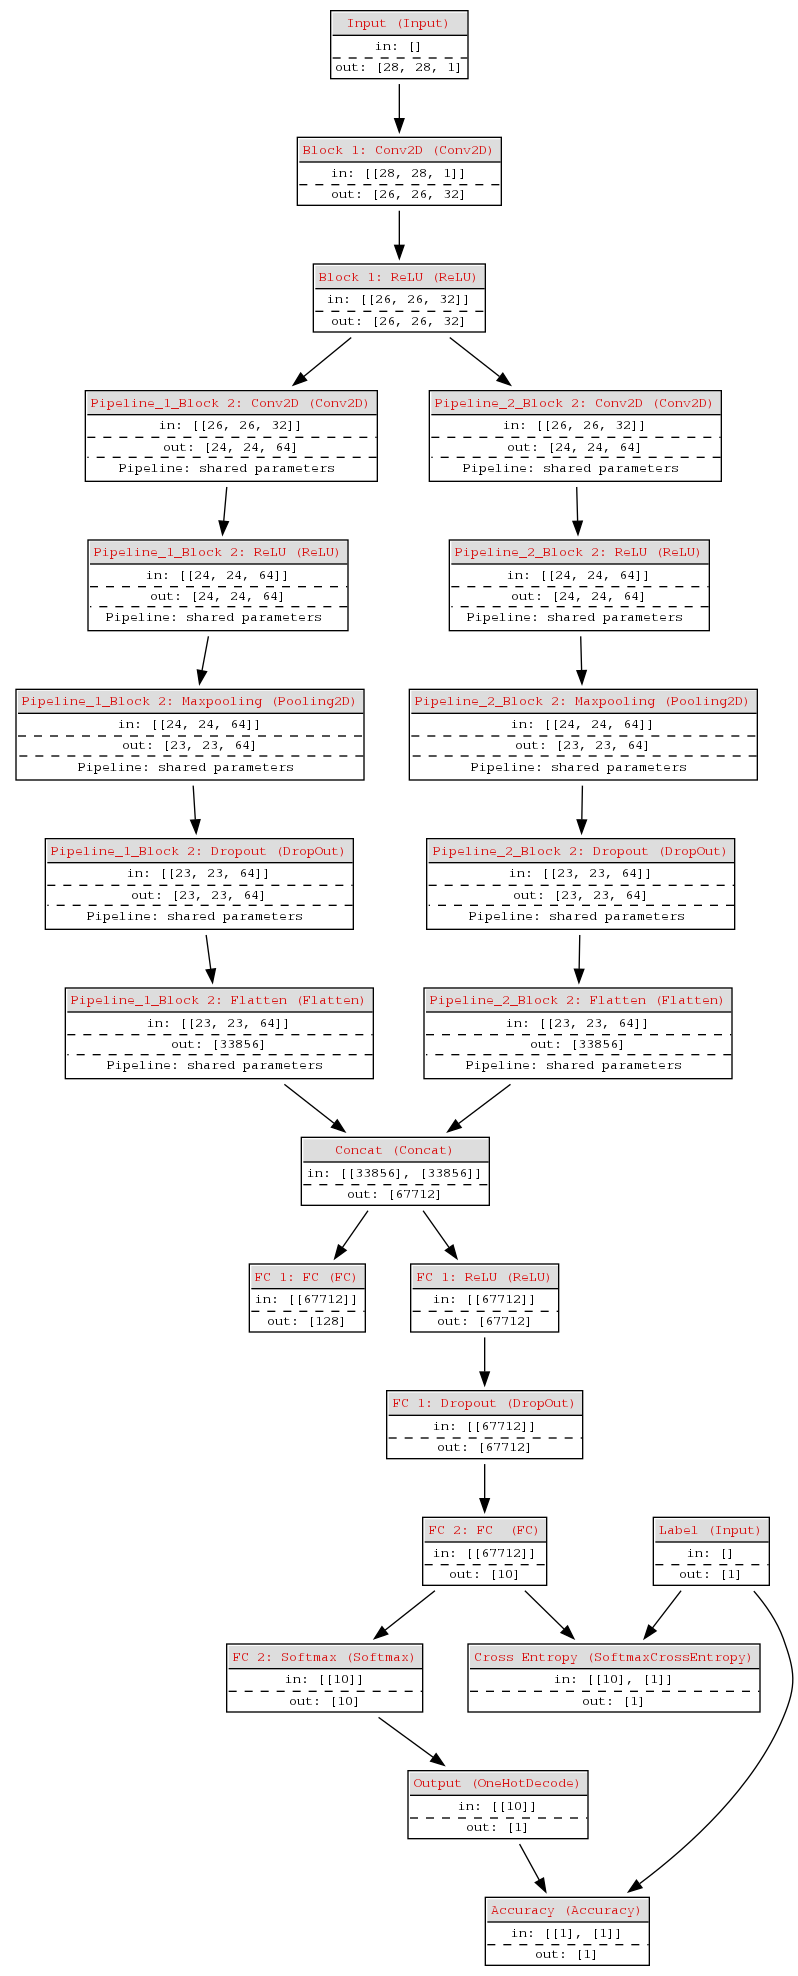 Input (Input)
in: []
out: [28, 28, 1]
Block 1: Conv2D (Conv2D)
in: [[28, 28, 1]]
out: [26, 26, 32]
Block 1: ReLU (ReLU)
in: [[26, 26, 32]]
out: [26, 26, 32]
Pipeline_1_Block 2: Conv2D (Conv2D)
in: [[26, 26, 32]]
out: [24, 24, 64]
Pipeline: shared parameters
Pipeline_2_Block 2: Conv2D (Conv2D)
in: [[26, 26, 32]]
out: [24, 24, 64]
Pipeline: shared parameters
Pipeline_1_Block 2: ReLU (ReLU)
in: [[24, 24, 64]]
out: [24, 24, 64]
Pipeline: shared parameters
Pipeline_2_Block 2: ReLU (ReLU)
in: [[24, 24, 64]]
out: [24, 24, 64]
Pipeline: shared parameters
Pipeline_1_Block 2: Maxpooling (Pooling2D)
in: [[24, 24, 64]]
out: [23, 23, 64]
Pipeline: shared parameters
Pipeline_2_Block 2: Maxpooling (Pooling2D)
in: [[24, 24, 64]]
out: [23, 23, 64]
Pipeline: shared parameters
Pipeline_1_Block 2: Dropout (DropOut)
in: [[23, 23, 64]]
out: [23, 23, 64]
Pipeline: shared parameters
Pipeline_2_Block 2: Dropout (DropOut)
in: [[23, 23, 64]]
out: [23, 23, 64]
Pipeline: shared parameters
Pipeline_1_Block 2: Flatten (Flatten)
in: [[23, 23, 64]]
out: [33856]
Pipeline: shared parameters
Pipeline_2_Block 2: Flatten (Flatten)
in: [[23, 23, 64]]
out: [33856]
Pipeline: shared parameters
Concat (Concat)
in: [[33856], [33856]]
out: [67712]
FC 1: FC (FC)
in: [[67712]]
out: [128]
FC 1: ReLU (ReLU)
in: [[67712]]
out: [67712]
FC 1: Dropout (DropOut)
in: [[67712]]
out: [67712]
FC 2: FC  (FC)
in: [[67712]]
out: [10]
Label (Input)
in: []
out: [1]
FC 2: Softmax (Softmax)
in: [[10]]
out: [10]
Cross Entropy (SoftmaxCrossEntropy)
in: [[10], [1]]
out: [1]
Output (OneHotDecode)
in: [[10]]
out: [1]
Accuracy (Accuracy)
in: [[1], [1]]
out: [1]